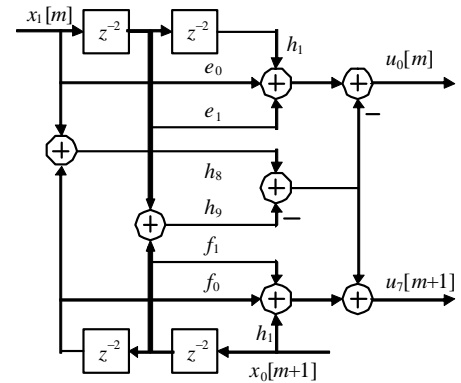 x₁[m]
z⁻²
z⁻²
h₁
u₀[m]
e₀
+
+
−
e₁
+
h₈
+
h₉
−
+
f₁
f₀
+
+
u₇[m+1]
h₁
z⁻²
z⁻²
x₀[m+1]